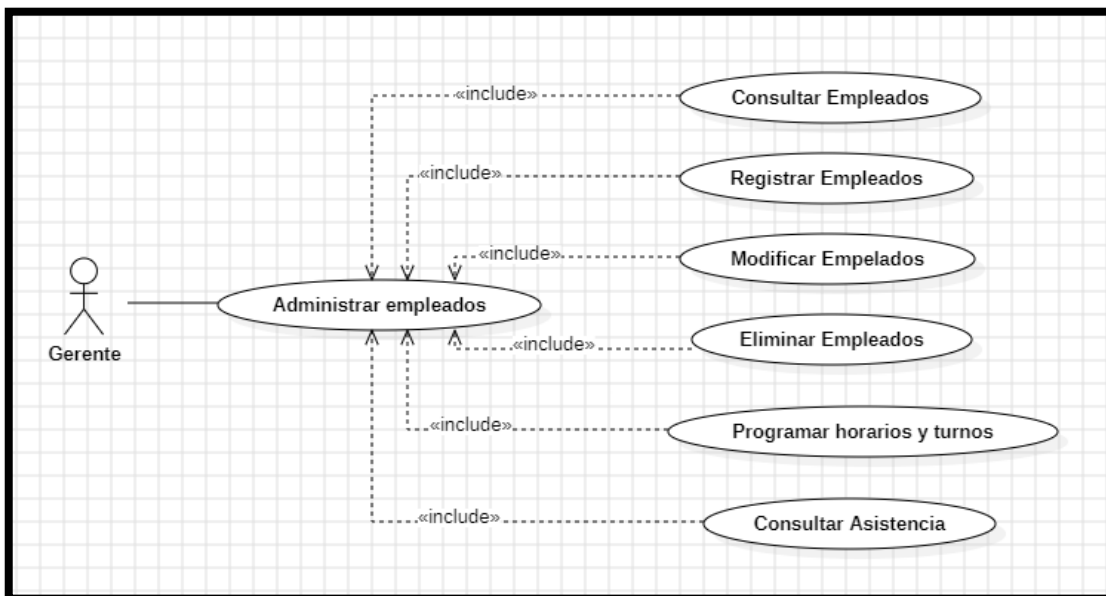 «include»
Consultar Empleados
«include»
Registrar Empleados
«include»
Modificar Empelados
Administrar empleados
Gerente
«include»
Eliminar Empleados
«include»
Programar horarios y turnos
«include»
Consultar Asistencia